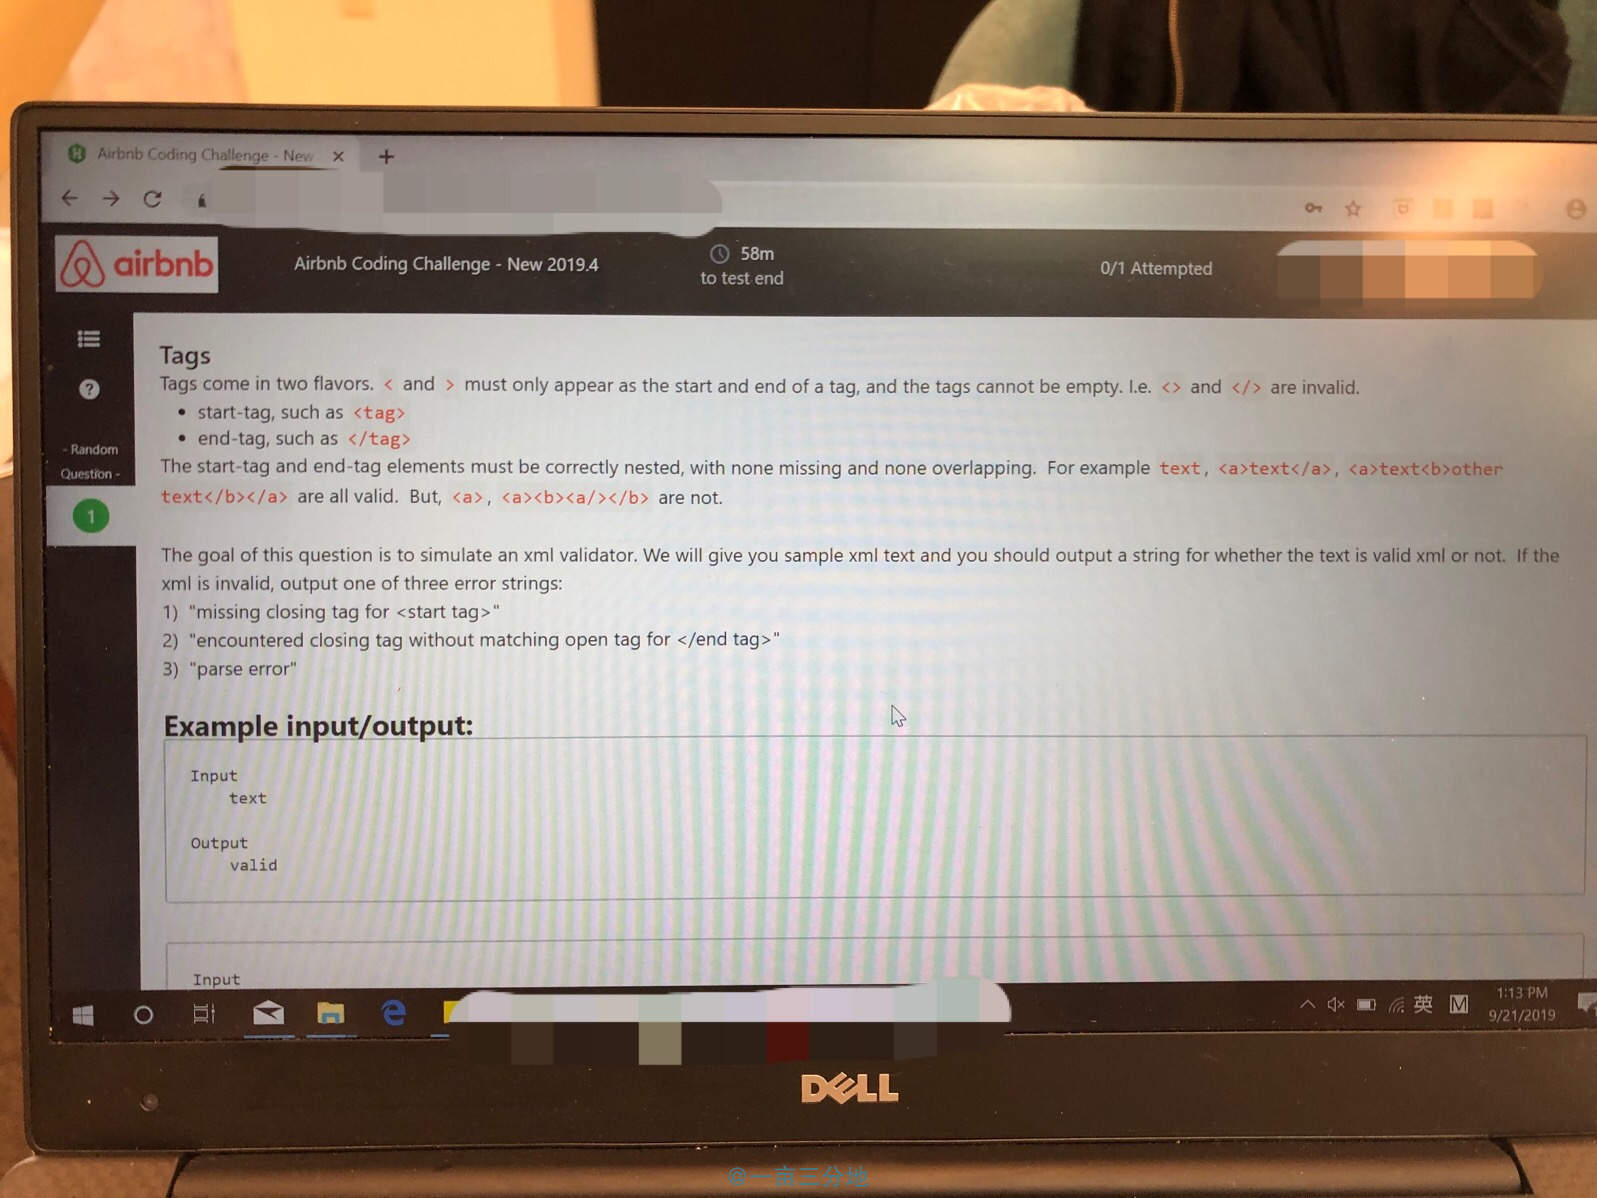 Airbnb Coding Challenge - New
airbnb
Airbnb Coding Challenge - New 2019.4
58m
to test end
0/1 Attempted
- Random
Question -
1
Tags
Tags come in two flavors. < and > must only appear as the start and end of a tag, and the tags cannot be empty. I.e. <> and </> are invalid.
• start-tag, such as <tag>
• end-tag, such as </tag>
The start-tag and end-tag elements must be correctly nested, with none missing and none overlapping. For example text, <a>text</a>, <a>text<b>other
text</b></a> are all valid. But, <a>, <a><b><a/></b> are not.
The goal of this question is to simulate an xml validator. We will give you sample xml text and you should output a string for whether the text is valid xml or not. If the
xml is invalid, output one of three error strings:
1) "missing closing tag for <start tag>"
2) "encountered closing tag without matching open tag for </end tag>"
3) "parse error"
Example input/output:
Input
text
Output
valid
Input
英
M
1:13 PM
9/21/2019
DELL
@一亩三分地